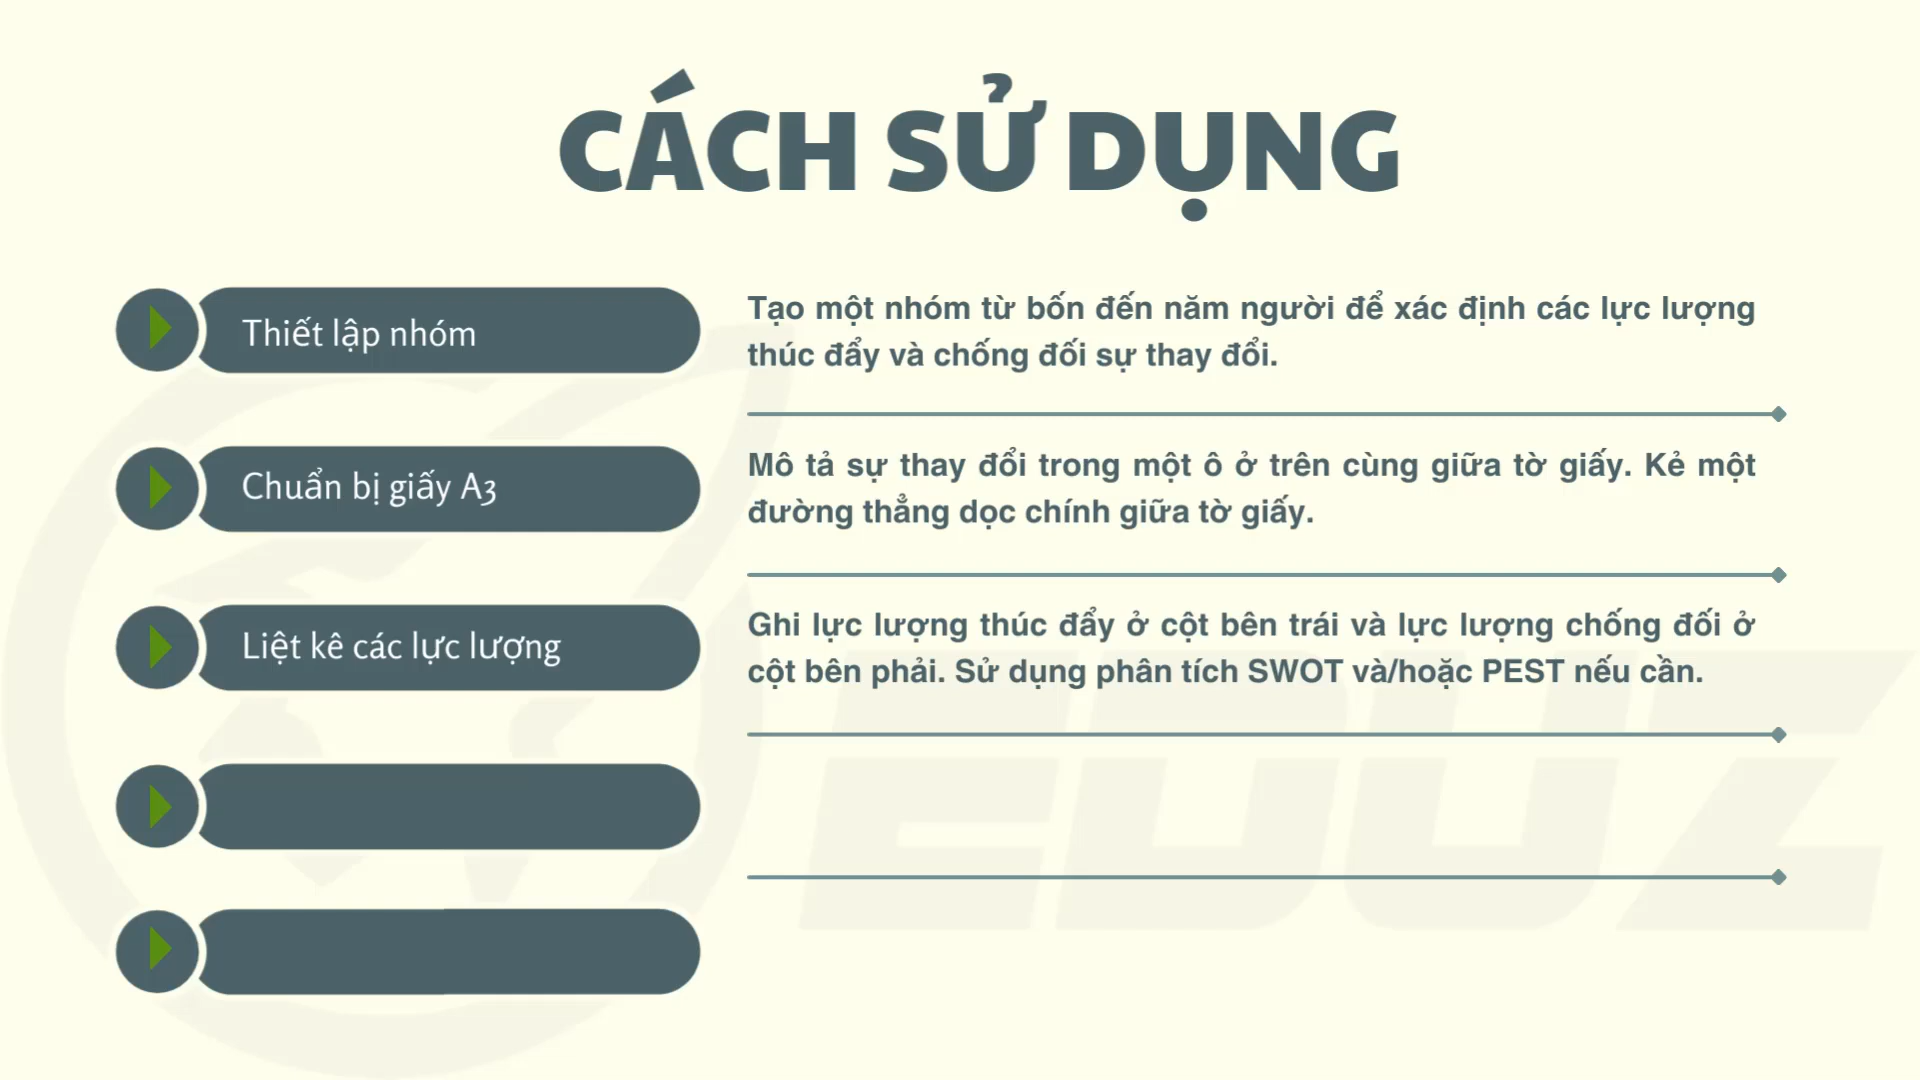 CÁCH SỬ DỤNG
Thiết lập nhóm
Tạo một nhóm từ bốn đến năm người để xác định các lực lượng
thúc đẩy và chống đối sự thay đổi.
Chuẩn bị giấy A3
Mô tả sự thay đổi trong một ô ở trên cùng giữa tờ giấy. Kẻ một
đường thẳng dọc chính giữa tờ giấy.
Liệt kê các lực lượng
Ghi lực lượng thúc đẩy ở cột bên trái và lực lượng chống đối ở
cột bên phải. Sử dụng phân tích SWOT và/hoặc PEST nếu cần.
EDUZ